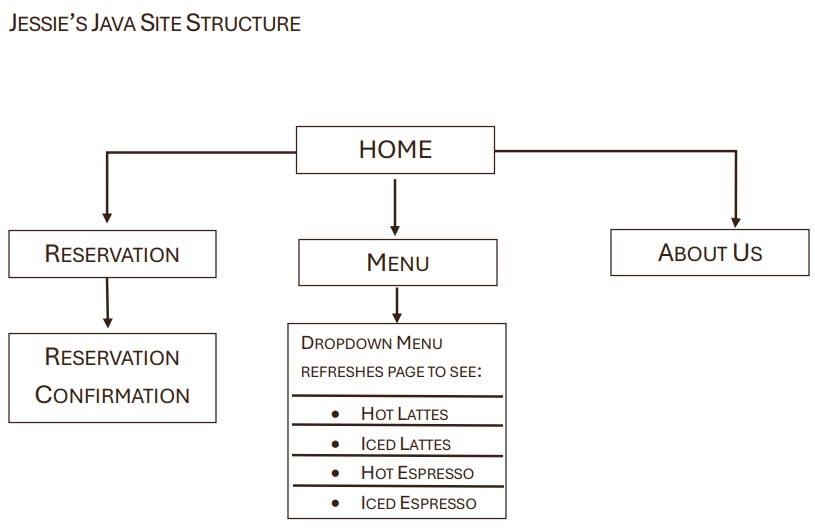 JESSIE'S JAVA SITE STRUCTURE
HOME
RESERVATION
MENU
ABOUT US
RESERVATION
CONFIRMATION
DROPDOWN MENU
REFRESHES PAGE TO SEE:
• HOT LATTES
• ICED LATTES
• HOT ESPRESSO
• ICED ESPRESSO